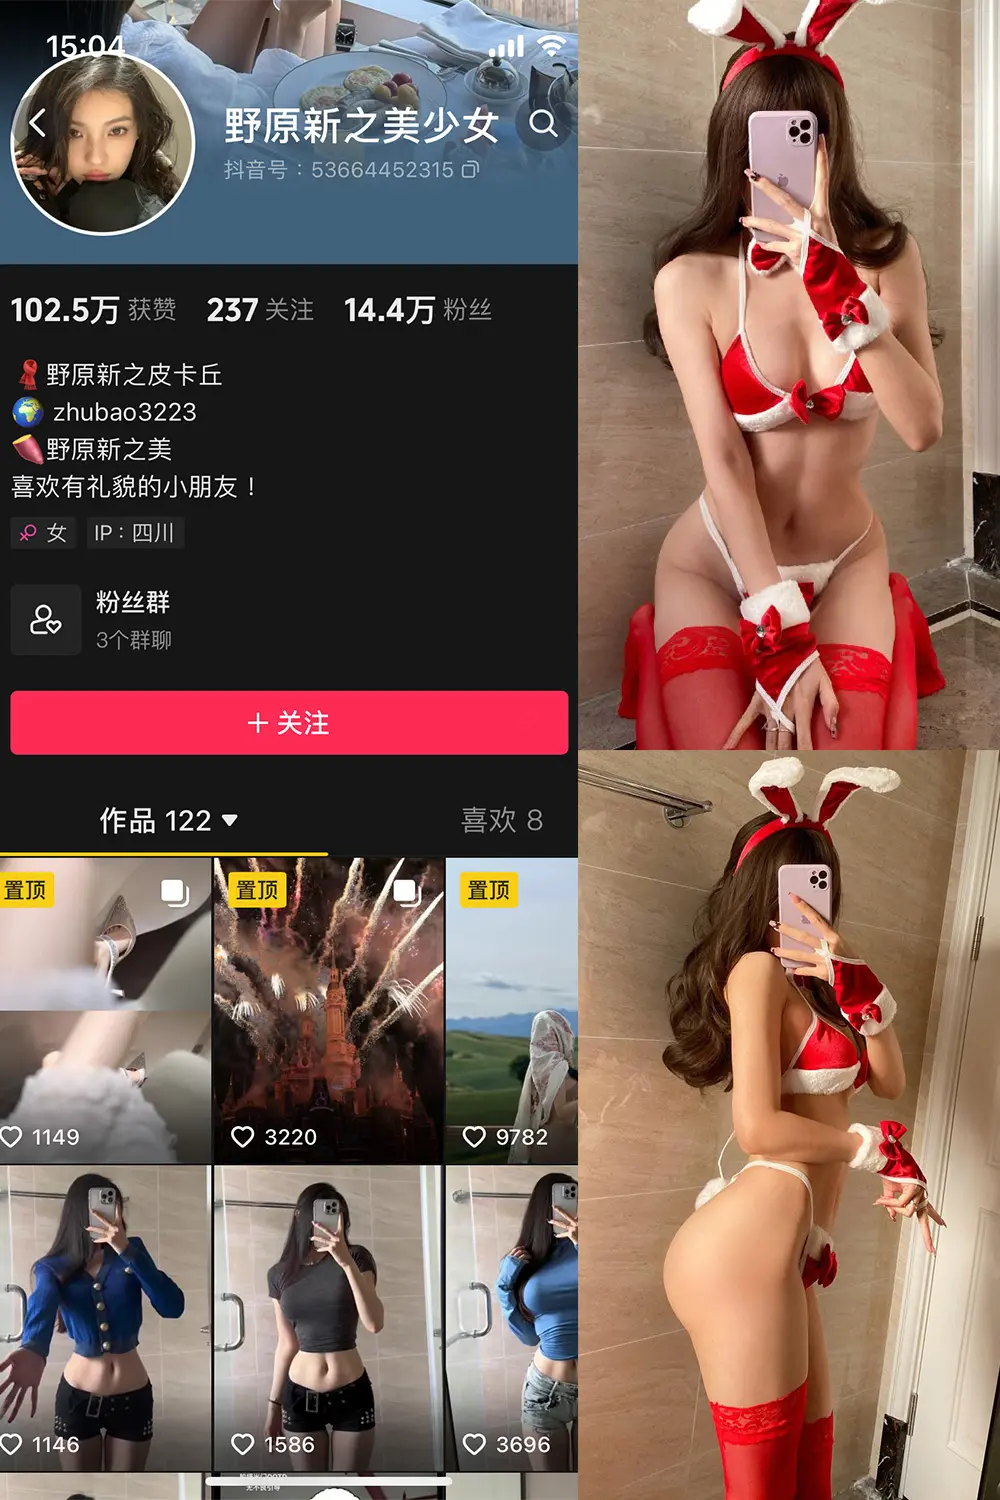 15:04
野原新之美少女
抖音号：53664452315
102.5万 获赞 237 关注 14.4万 粉丝
野原新之皮卡丘
zhubao3223
野原新之美
喜欢有礼貌的小朋友！
女 IP：四川
粉丝群
3个群聊
＋关注
作品 122 喜欢 8
置顶 置顶 置顶
1149 3220 9782
1146 1586 3696